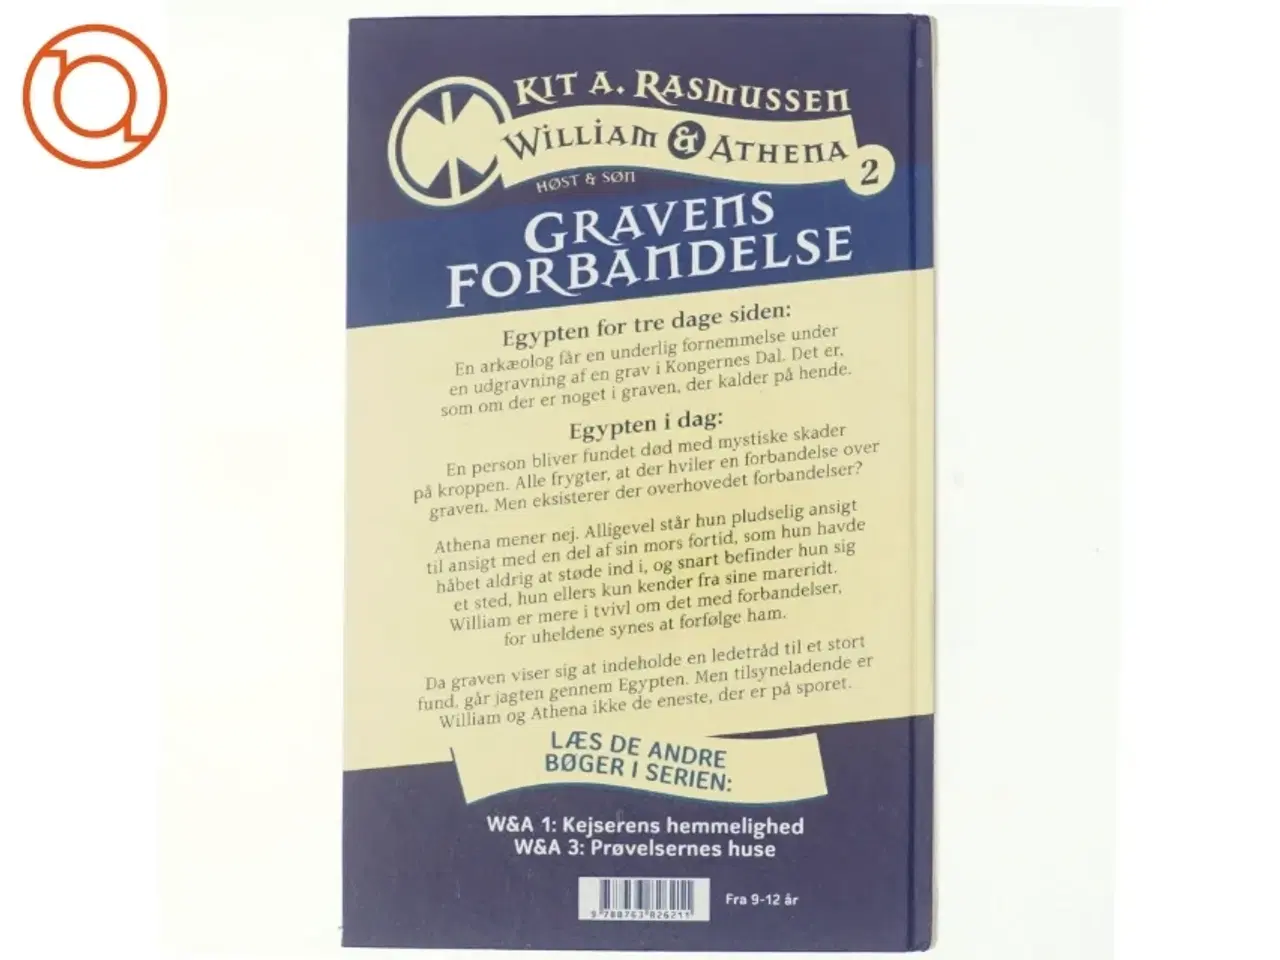 KIT A. RASMUSSEN
WILLIAM & ATHENA
2
HØST & SØN
GRAVENS
FORBANDELSE
Egypten for tre dage siden:
En arkæolog får en underlig fornemmelse under
en udgravning af en grav i Kongernes Dal. Det er,
som om der er noget i graven, der kalder på hende.
Egypten i dag:
En person bliver fundet død med mystiske skader
på kroppen. Alle frygter, at der hviler en forbandelse over
graven. Men eksisterer der overhovedet forbandelser?
Athena mener nej. Alligevel står hun pludselig ansigt
til ansigt med en del af sin mors fortid, som hun havde
håbet aldrig at støde ind i, og snart befinder hun sig
et sted, hun ellers kun kender fra sine mareridt.
William er mere i tvivl om det med forbandelser,
for uheldene synes at forfølge ham.
Da graven viser sig at indeholde en ledetråd til et stort
fund, går jagten gennem Egypten. Men tilsyneladende er
William og Athena ikke de eneste, der er på sporet.
LÆS DE ANDRE
BØGER I SERIEN:
W&A 1: Kejserens hemmelighed
W&A 3: Prøvelsernes huse
9 788763 826211
Fra 9-12 år